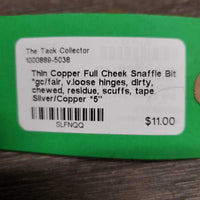 The Tack Collector
1000889-5038
Thin Copper Full Cheek Snaffle Bit
*gc/fair, v.loose hinges, dirty,
chewed, residue, scuffs, tape
Silver/Copper *5"
$11.00
SLFNQQ